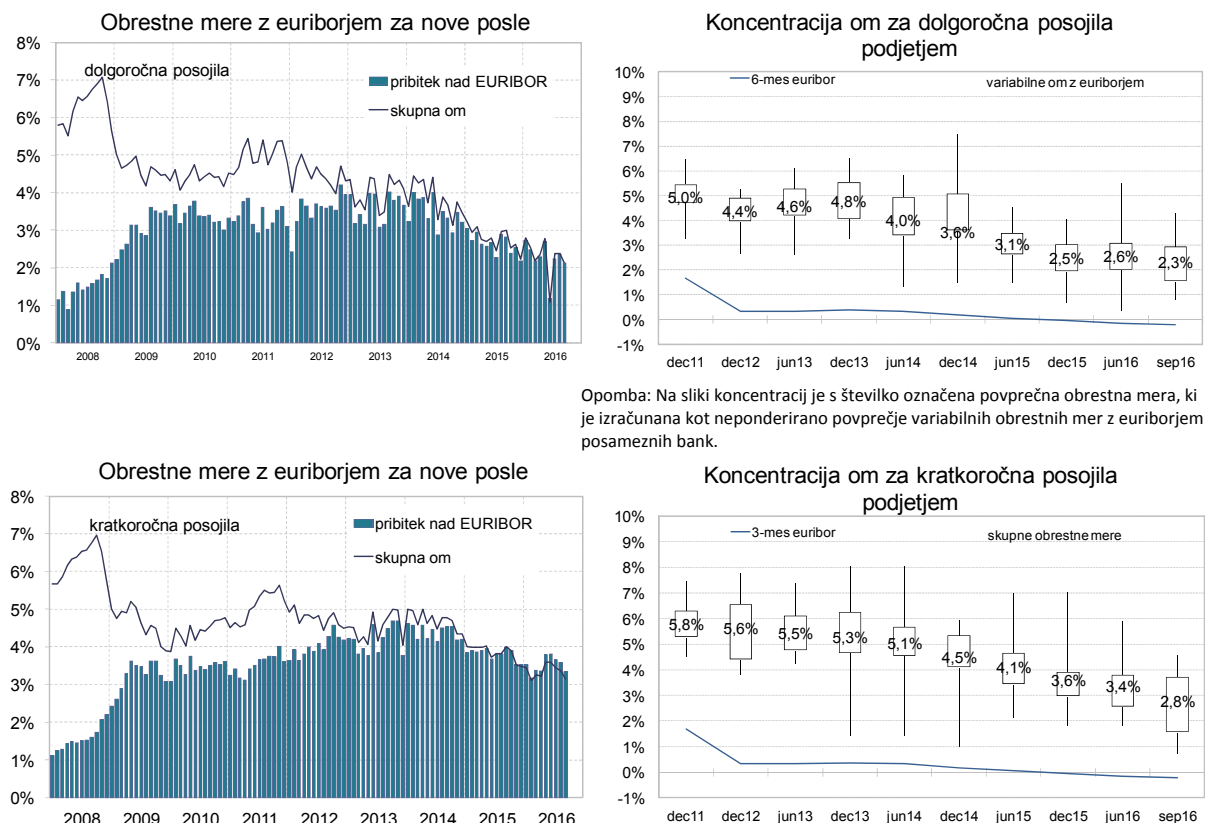 Obrestne mere z euriborjem za nove posle
8%
7%
6%
5%
4%
3%
2%
1%
0%
dolgoročna posojila
pribitek nad EURIBOR
skupna om
2008 2009 2010 2011 2012 2013 2014 2015 2016
Koncentracija om za dolgoročna posojila
podjetjem
10%
9%
8%
7%
6%
5%
4%
3%
2%
1%
0%
-1%
6-mes euribor
variabilne om z euriborjem
5,0% 4,4% 4,6% 4,8% 4,0% 3,6% 3,1% 2,5% 2,6% 2,3%
dec11 dec12 jun13 dec13 jun14 dec14 jun15 dec15 jun16 sep16
Opomba: Na sliki koncentracij je s številko označena povprečna obrestna mera, ki
je izračunana kot neponderirano povprečje variabilnih obrestnih mer z euriborjem
posameznih bank.
Obrestne mere z euriborjem za nove posle
8%
7%
6%
5%
4%
3%
2%
1%
0%
kratkoročna posojila
pribitek nad EURIBOR
skupna om
2008 2009 2010 2011 2012 2013 2014 2015 2016
Koncentracija om za kratkoročna posojila
podjetjem
10%
9%
8%
7%
6%
5%
4%
3%
2%
1%
0%
-1%
3-mes euribor
skupne obrestne mere
5,8% 5,6% 5,5% 5,3% 5,1% 4,5% 4,1% 3,6% 3,4% 2,8%
dec11 dec12 jun13 dec13 jun14 dec14 jun15 dec15 jun16 sep16